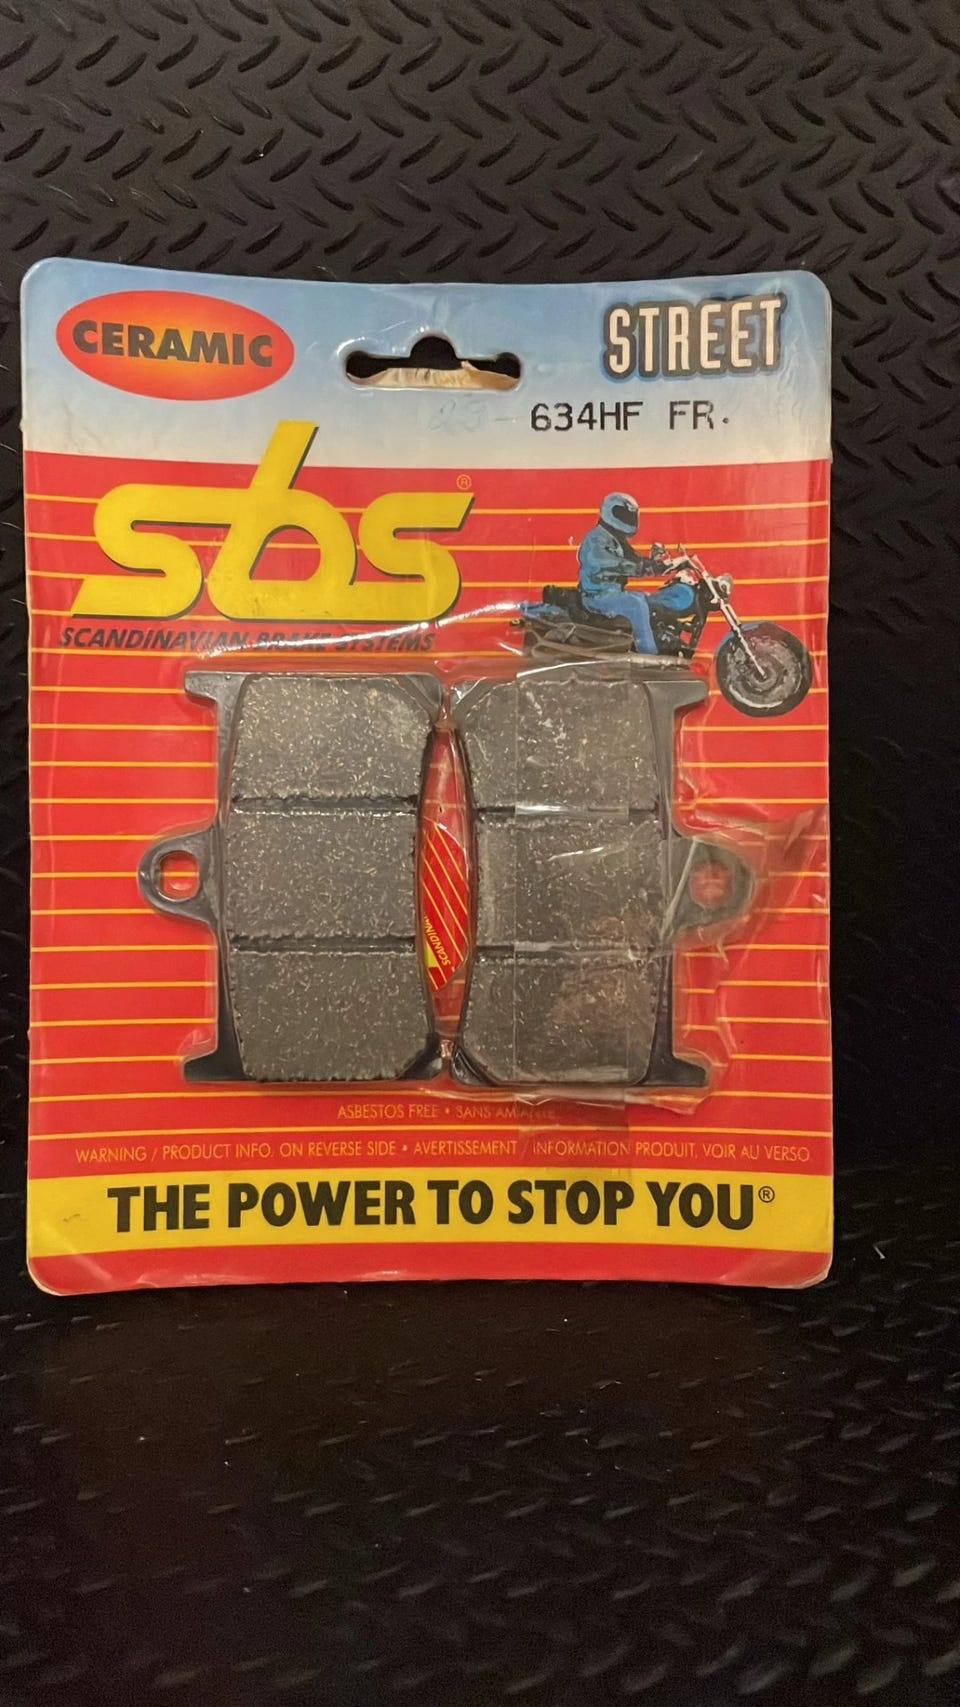 CERAMIC
STREET
634HF FR.
sbs®
SCANDINAVIAN BRAKE SYSTEMS
SCANDINAV
ASBESTOS FREE • SANS AMIANTE
WARNING / PRODUCT INFO. ON REVERSE SIDE • AVERTISSEMENT / INFORMATION PRODUIT, VOIR AU VERSO
THE POWER TO STOP YOU®